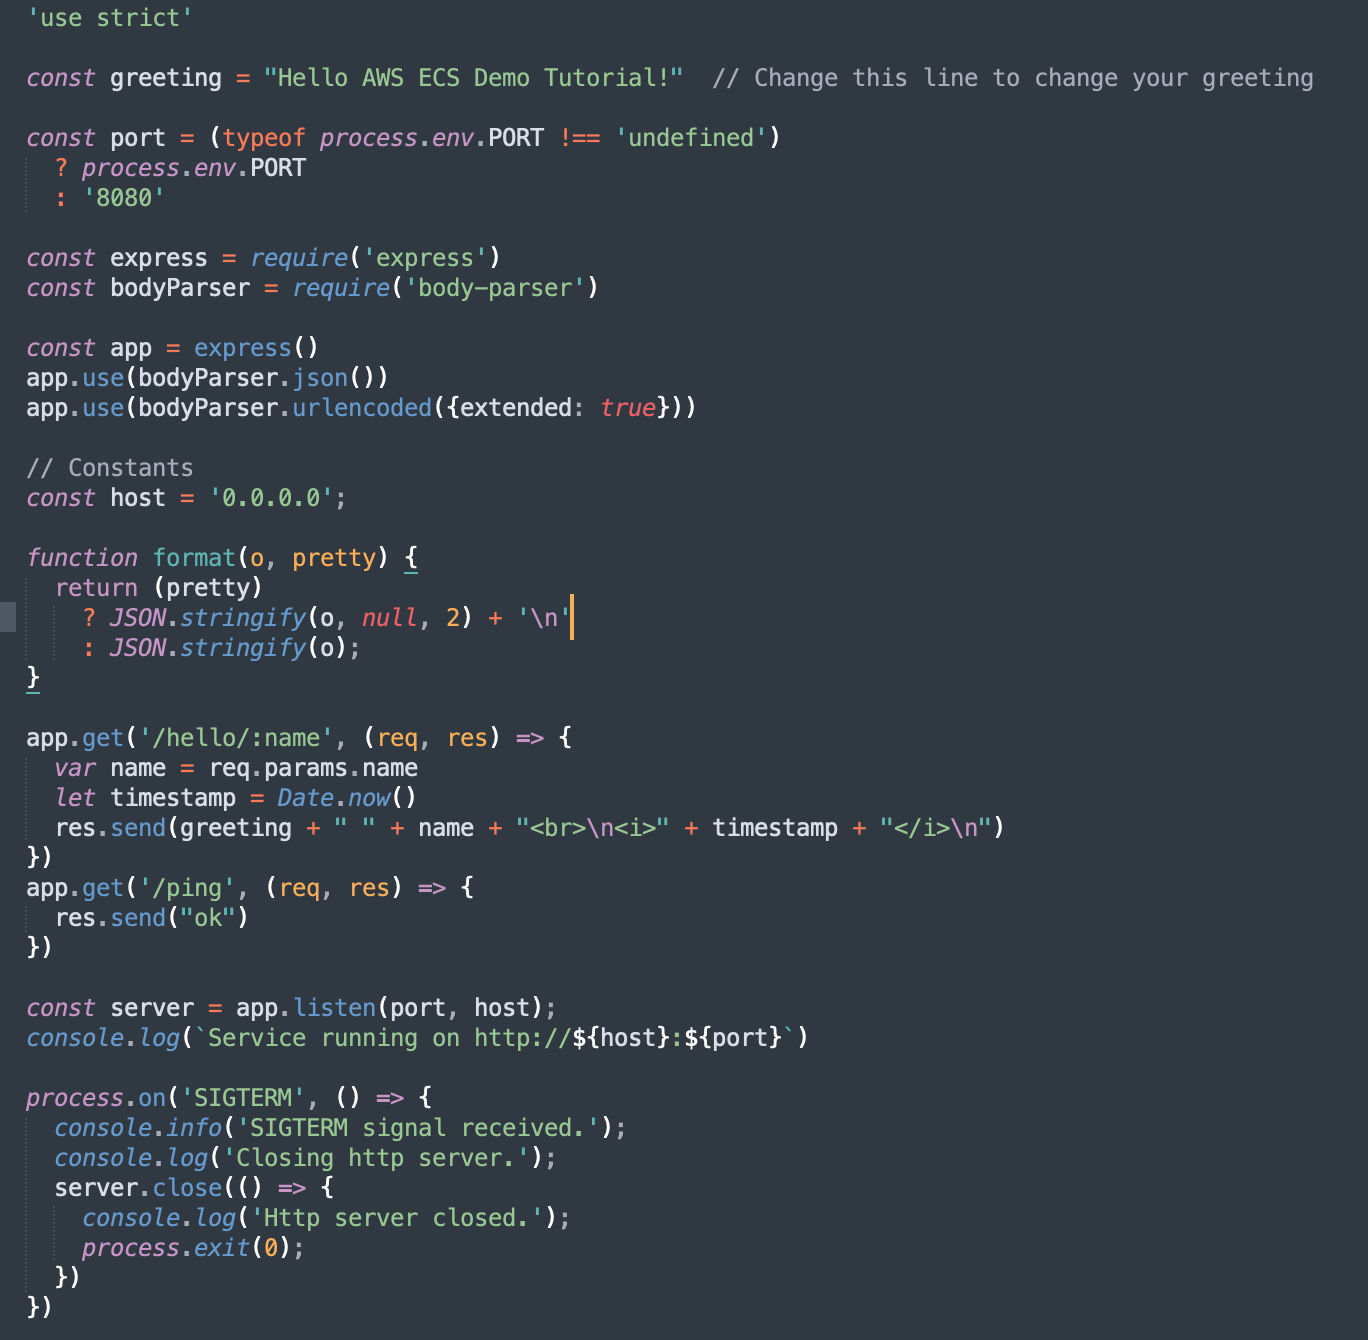 'use strict'

const greeting = "Hello AWS ECS Demo Tutorial!"  // Change this line to change your greeting

const port = (typeof process.env.PORT !== 'undefined')
  ? process.env.PORT
  : '8080'

const express = require('express')
const bodyParser = require('body-parser')

const app = express()
app.use(bodyParser.json())
app.use(bodyParser.urlencoded({extended: true}))

// Constants
const host = '0.0.0.0';

function format(o, pretty) {
  return (pretty)
    ? JSON.stringify(o, null, 2) + '\n'
    : JSON.stringify(o);
}

app.get('/hello/:name', (req, res) => {
  var name = req.params.name
  let timestamp = Date.now()
  res.send(greeting + " " + name + "<br>\n<i>" + timestamp + "</i>\n")
})
app.get('/ping', (req, res) => {
  res.send("ok")
})

const server = app.listen(port, host);
console.log(`Service running on http://${host}:${port}`)

process.on('SIGTERM', () => {
  console.info('SIGTERM signal received.');
  console.log('Closing http server.');
  server.close(() => {
    console.log('Http server closed.');
    process.exit(0);
  })
})